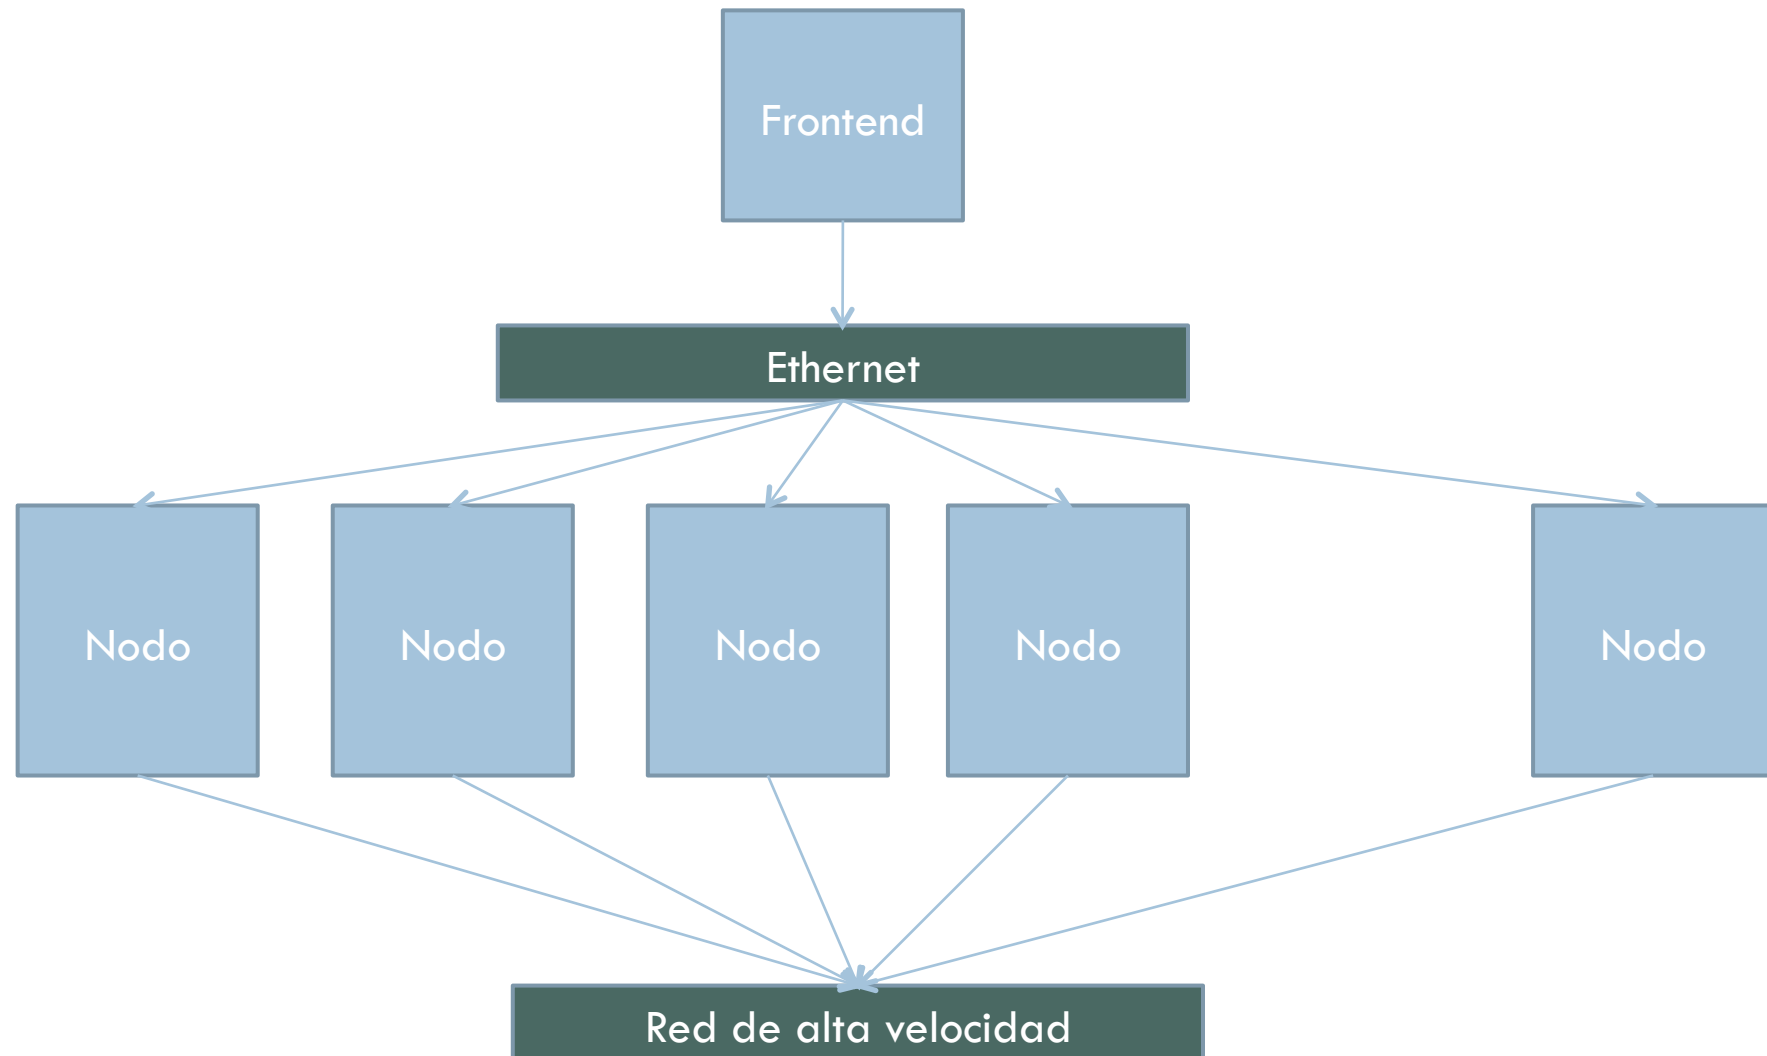 Frontend
Ethernet
Nodo
Nodo
Nodo
Nodo
Nodo
Red de alta velocidad